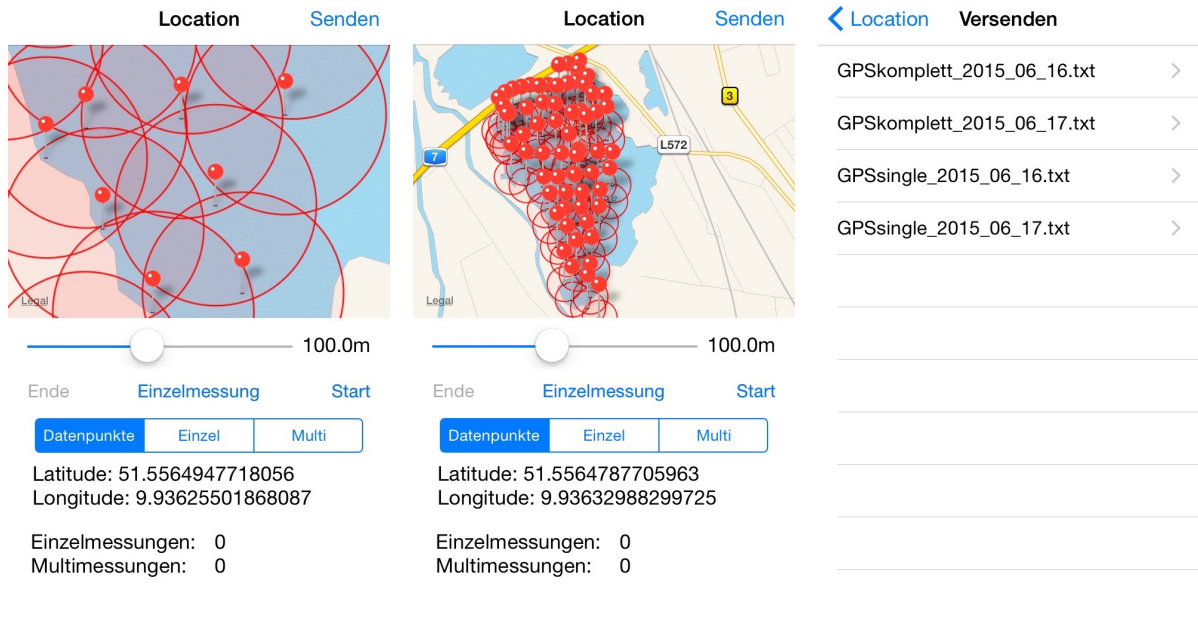 Location Senden
Legal
100.0m
Ende Einzelmessung Start
Datenpunkte Einzel Multi
Latitude: 51.5564947718056
Longitude: 9.93625501868087
Einzelmessungen: 0
Multimessungen: 0
Location Senden
3
L572
7
Legal
100.0m
Ende Einzelmessung Start
Datenpunkte Einzel Multi
Latitude: 51.5564787705963
Longitude: 9.93632988299725
Einzelmessungen: 0
Multimessungen: 0
Location Versenden
GPSkomplett_2015_06_16.txt
GPSkomplett_2015_06_17.txt
GPSsingle_2015_06_16.txt
GPSsingle_2015_06_17.txt